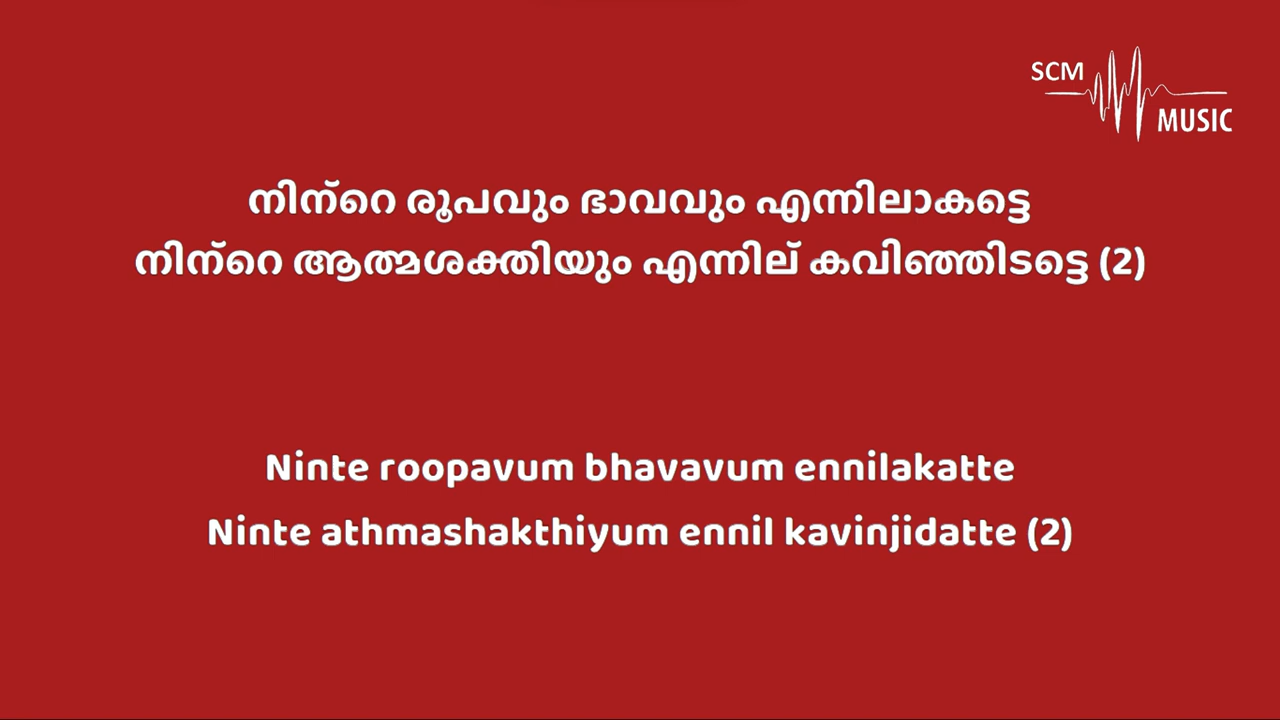 SCM
MUSIC
നിന്റെ രൂപവും ഭാവവും എന്നിലാകട്ടെ
നിന്റെ ആത്മശക്തിയും എന്നില് കവിഞ്ഞിടട്ടെ (2)
Ninte roopavum bhavavum ennilakatte
Ninte athmashakthiyum ennil kavinjidatte (2)